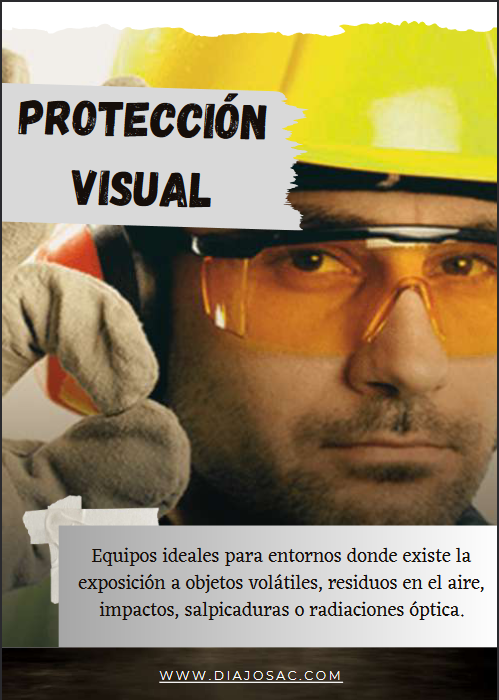 PROTECCIÓN
VISUAL
Equipos ideales para entornos donde existe la
exposición a objetos volátiles, residuos en el aire,
impactos, salpicaduras o radiaciones óptica.
WWW.DIAJOSAC.COM